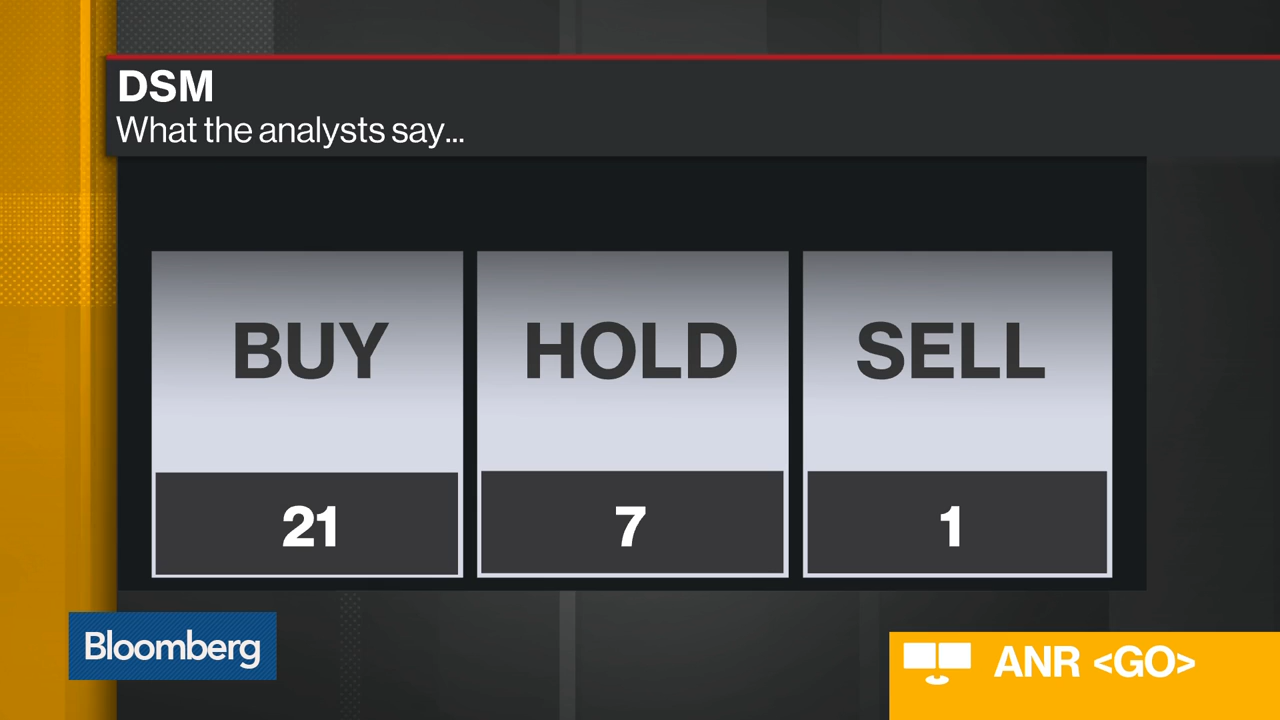 DSM
What the analysts say...
BUY
HOLD
SELL
21
7
1
Bloomberg
ANR <GO>